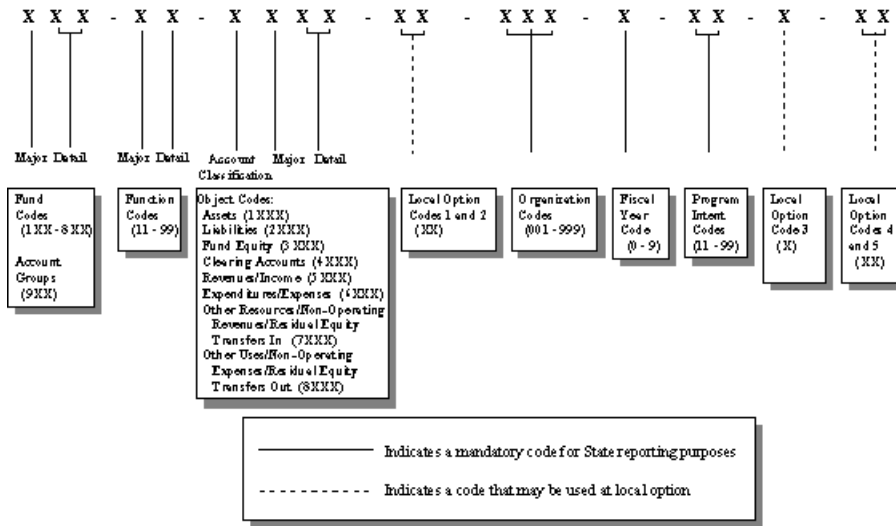 X X X - X X - X X X X - X X - X X X - X - X X - X - X X
Major Detail Major Detail Account Classification Major Detail
Fund
Codes
(1XX-8XX)
Account
Groups
(9XX)
Function
Codes
(11-99)
Object Codes:
Assets (1XXX)
Liabilities (2XXX)
Fund Equity (3XXX)
Clearing Accounts (4XXX)
Revenues/Income (5XXX)
Expenditures/Expenses (6XXX)
Other Resources/Non-Operating
Revenues/Residual Equity
Transfers In (7XXX)
Other Uses/Non-Operating
Expenses/Residual Equity
Transfers Out (8XXX)
Local Option
Codes 1 and 2
(XX)
Organization
Codes
(001-999)
Fiscal
Year
Code
(0-9)
Program
Intent
Codes
(11-99)
Local
Option
Code 3
(X)
Local
Option
Codes 4
and 5
(XX)
Indicates a mandatory code for State reporting purposes
Indicates a code that may be used at local option